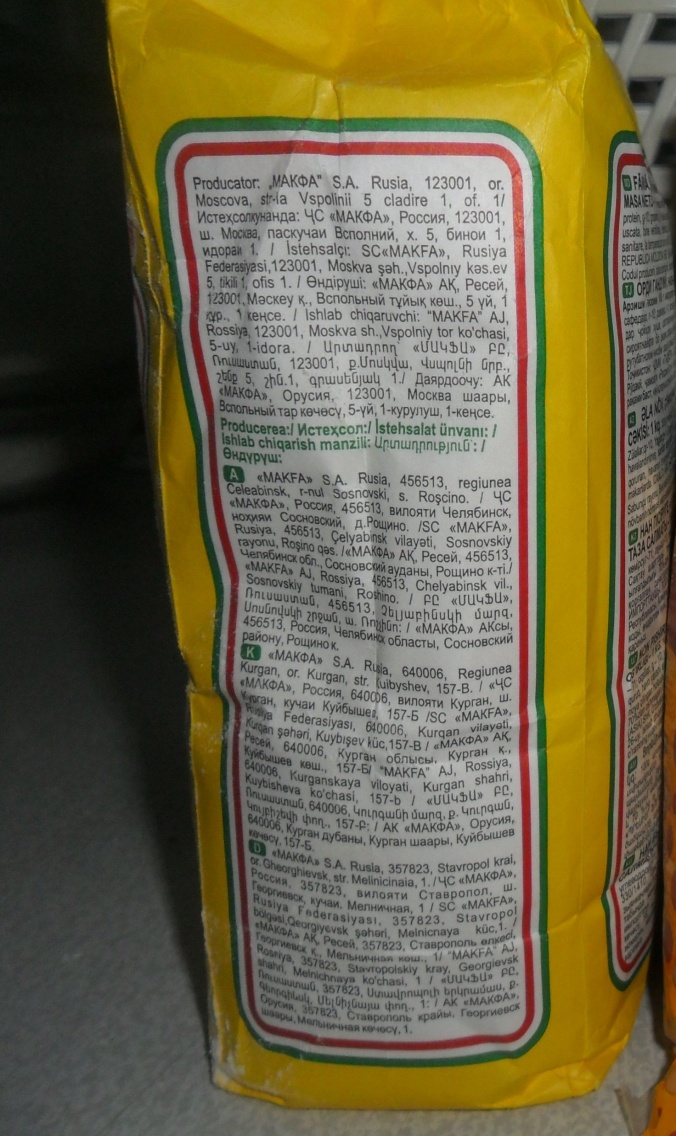 Producator: „МАКФА" S.A. Rusia, 123001, or.
Moscova, str-la Vspolinii 5 cladire 1, of. 1/
Истеҳсолкунанда: ЧС «МАКФА», Россия, 123001,
ш. Москва, паскучаи Всполний, х. 5, бинои 1,
идораи 1. / İstehsalçı: SC«MAKFA», Rusiya
Federasiyası,123001, Moskva şəh.,Vspolnıy kəs.ev
5, tikili 1, ofis 1. / Өндіруші: «МАКФА» АҚ, Ресей,
123001,Мәскеу қ., Вспольный тұйық көш., 5 үй, 1
құр., 1 кеңсе. / Ishlab chiqaruvchi: "MAKFA" AJ,
Rossiya, 123001, Moskva sh.,Vspolniy tor ko'chasi,
5-uy, 1-idora. / Արտադրող «ՄԱԿՖԱ» ԲԸ,
Ռուսաստան, 123001, ք.Մոսկվա, Վսպոլնի նրբ.,
շենք 5, շին.1, գրասենյակ 1./ Даярдоочу: АК
«МАКФА», Орусия, 123001, Москва шаары,
Вспольный тар көчөсү, 5-үй, 1-курулуш, 1-кеңсе.
Producerea:/ Истеҳсол:/ İstehsalat ünvanı: /
Ishlab chiqarish manzili: Արտադրություն՝: /
Өндүрүш:
A «MAKFA» S.A. Rusia, 456513, regiunea
Celeabinsk, r-nul Sosnovski, s. Roşcino. / ЧС
«МАКФА», Россия, 456513, вилояти Челябинск,
ноҳияи Сосновский, д.Рощино. /SC «MAKFA»,
Rusiya, 456513, Çelyabinsk vilayəti, Sosnovskiy
rayonu, Roşino qəs. /«МАКФА» АҚ, Ресей, 456513,
Челябинск обл., Сосновский ауданы, Рощино к-ті./
«MAKFA» AJ, Rossiya, 456513, Chelyabinsk vil.,
Sosnovskiy tumani, Roshino. / ԲԸ «ՄԱԿՖԱ»,
Ռուսաստան, 456513, Չելյաբինսկի մարզ,
Սոսնովսկի շրջան, ա. Ռոշինո: / «МАКФА» АКсы,
456513, Россия, Челябинск областы, Сосновский
району, Рощино к.
K «МАКФА» S.A. Rusia, 640006, Regiunea
Kurgan, or. Kurgan, str. Kuibyshev, 157-B. / «ЧС
«МАКФА», Россия, 640006, вилояти Курган, ш.
Курган, кучаи Куйбышев, 157-Б /SC «MAKFA»,
Rusiya Federasiyası, 640006, Kurqan vilayəti,
Kurqan şəhəri, Kuybışev küç,157-B / «МАКФА» АҚ,
Ресей, 640006, Курган облысы, Курган қ.,
Куйбышев көш., 157-Б/ "MAKFA" AJ, Rossiya,
640006, Kurganskaya viloyati, Kurgan shahri,
Kuybisheva ko'chasi, 157-b / «ՄԱԿՖԱ» ԲԸ,
Ռուսաստան, 640006, Կուրգանի մարզ, ք. Կուրգան,
Կույբիշևի փող., 157-Բ: / АК «МАКФА», Орусия,
640006, Курган дубаны, Курган шаары, Куйбышев
көчөсү, 157-Б.
D «МАКФА» S.A. Rusia, 357823, Stavropol krai,
or. Gheorghievsk, str. Melinicinaia, 1./ ЧС «МАКФА»,
Россия, 357823, вилояти Ставропол, ш.
Георгиевск, кучаи. Мелничная, 1 / SC «MAKFA»,
Rusiya Federasiyası, 357823, Stavropol
bölgəsi,Qeorgiyevsk şəhəri, Melnicnaya küç,1. /
«МАКФА» АҚ, Ресей, 357823, Ставрополь өлкесі,
Георгиевск қ., Мельничная көш., 1/ "MAKFA" AJ,
Rossiya, 357823, Stavropolskiy kray, Georgievsk
shahri, Melnichnaya ko'chasi, 1 / «ՄԱԿՖԱ» ԲԸ,
Ռուսաստան, 357823, Ստավրոպոլի երկրամաս, ք.
Գեորգիևսկ, Մելնիչնայա փող., 1: / АК «МАКФА»,
Орусия, 357823, Ставрополь крайы, Георгиевск
шаары, Мельничная көчөсү, 1.